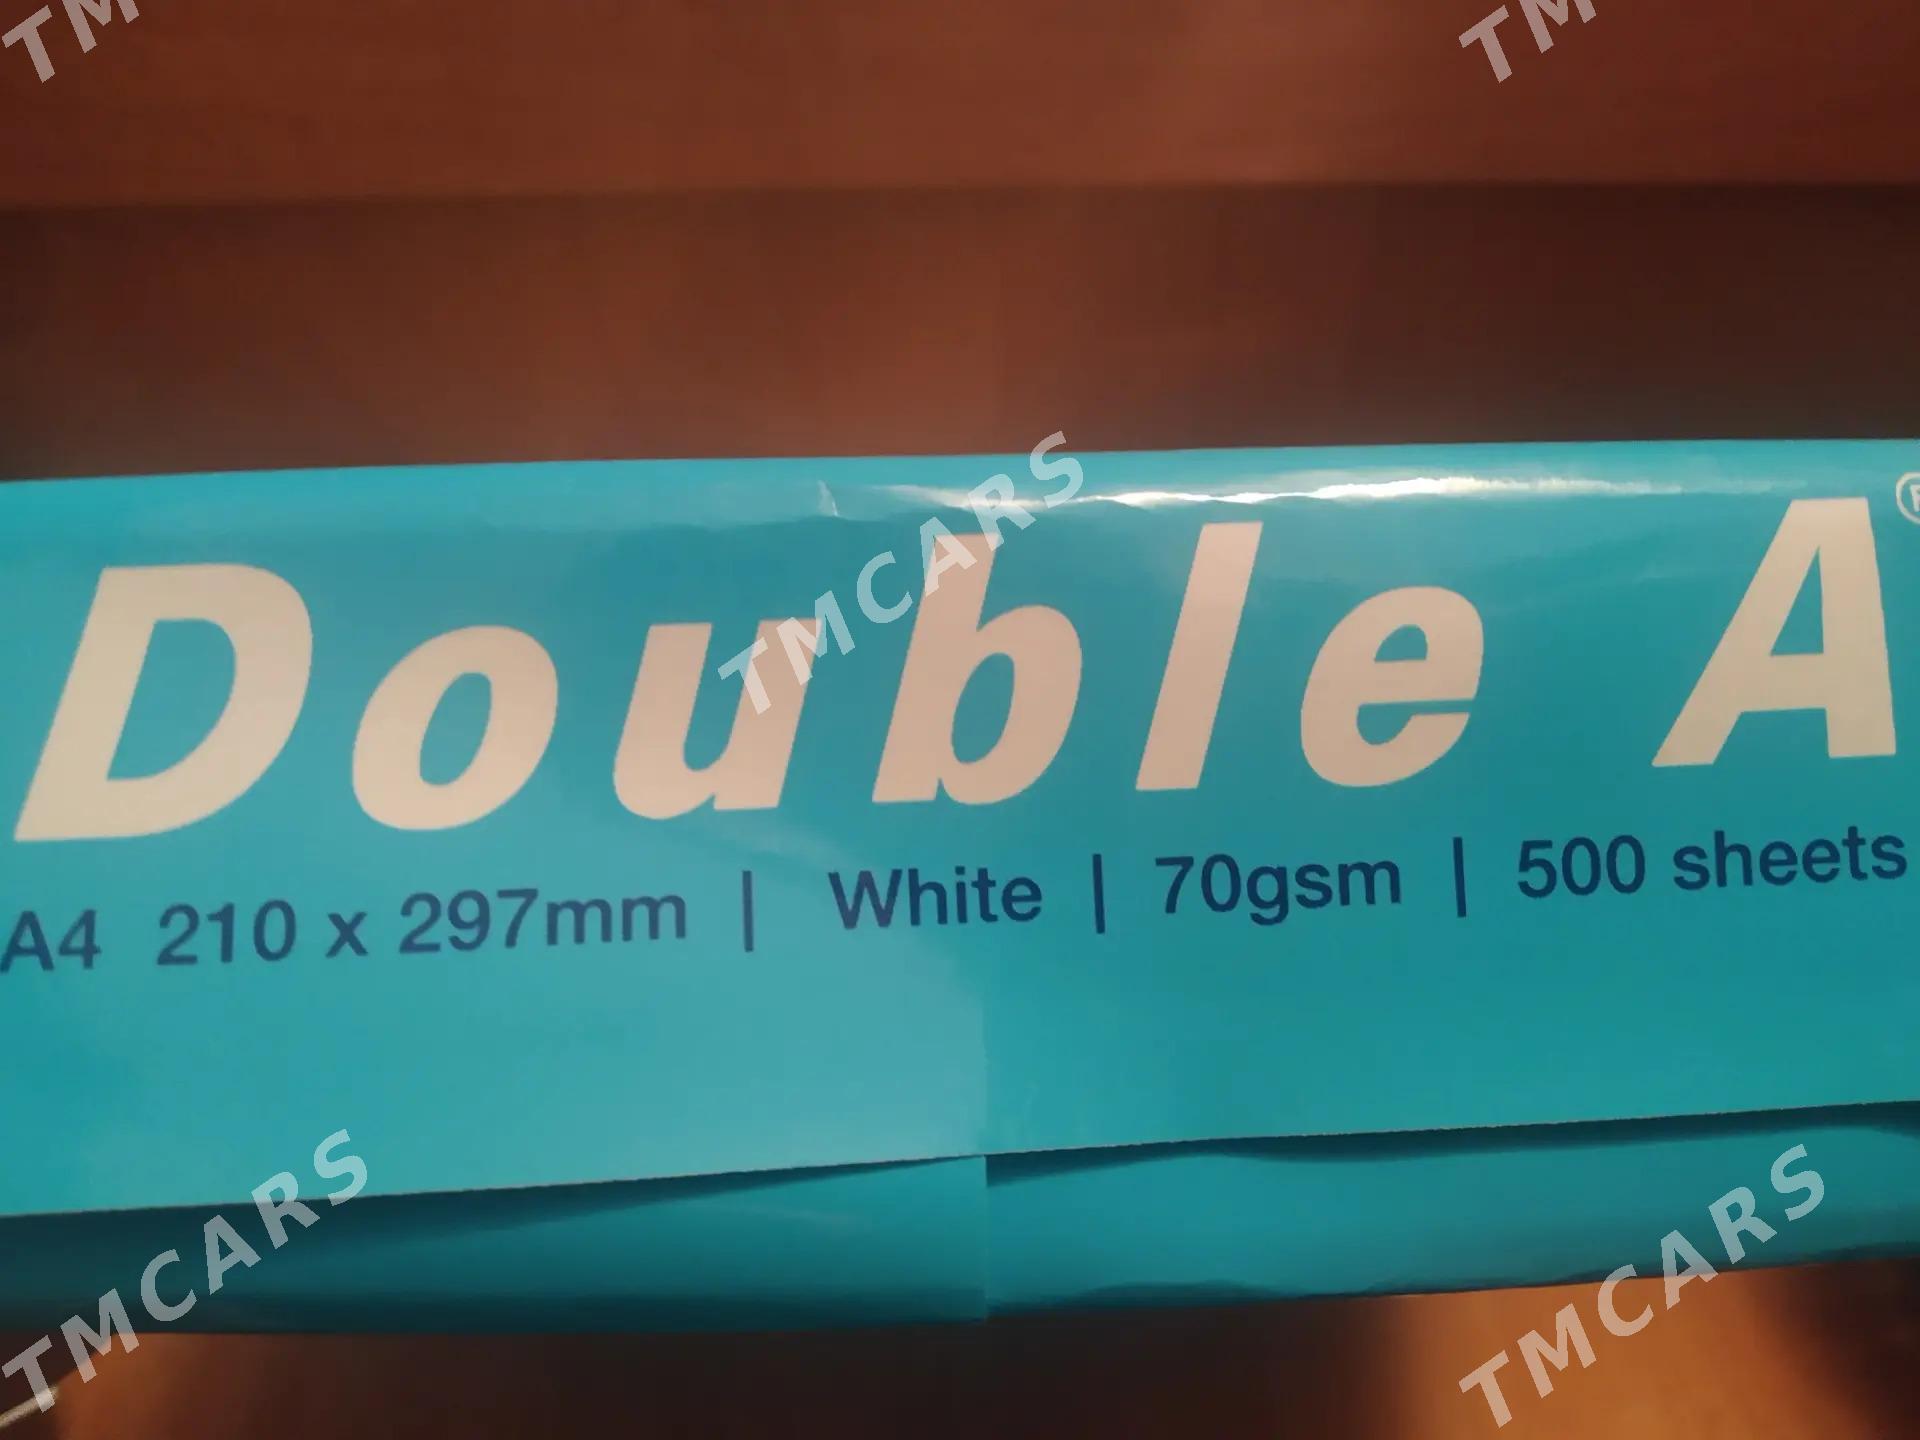 TMCARS
TMCARS
Double A®
TMCARS
A4 210 x 297mm | White | 70gsm | 500 sheets
TMCARS
TMCARS